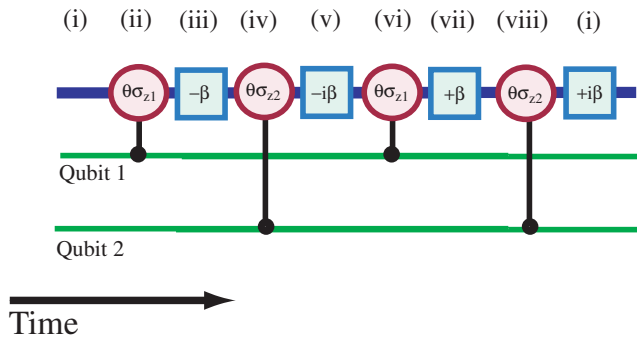 (i) (ii) (iii) (iv) (v) (vi) (vii) (viii) (i)
θσz1 −β θσz2 −iβ θσz1 +β θσz2 +iβ
Qubit 1
Qubit 2
Time